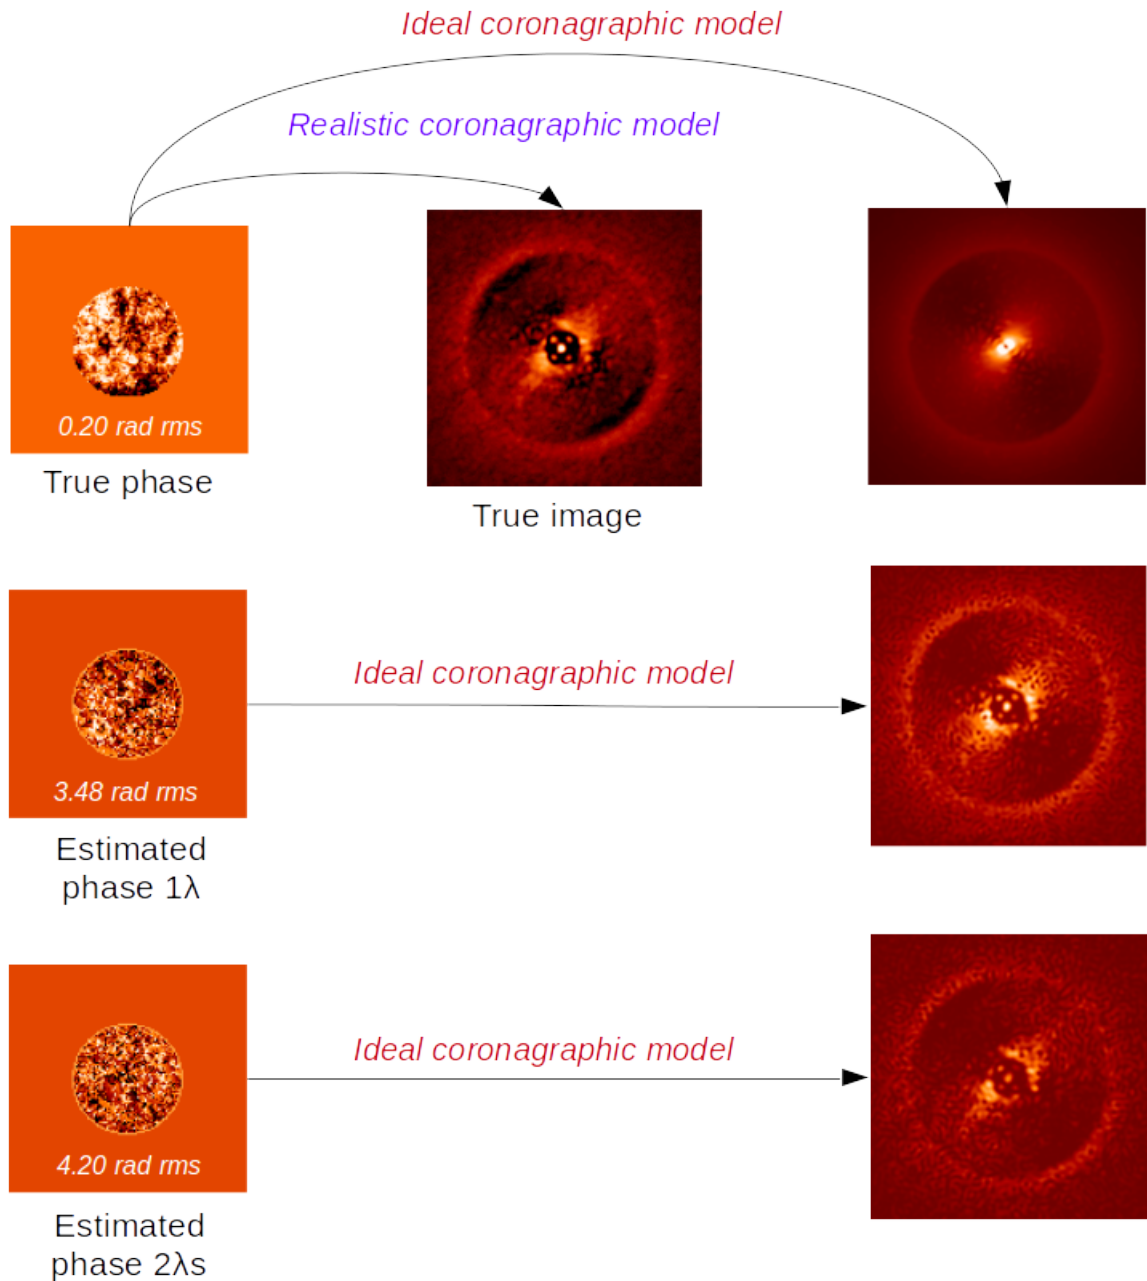 Ideal coronagraphic model
Realistic coronagraphic model
0.20 rad rms
True phase
True image
Ideal coronagraphic model
3.48 rad rms
Estimated
phase 1λ
Ideal coronagraphic model
4.20 rad rms
Estimated
phase 2λs